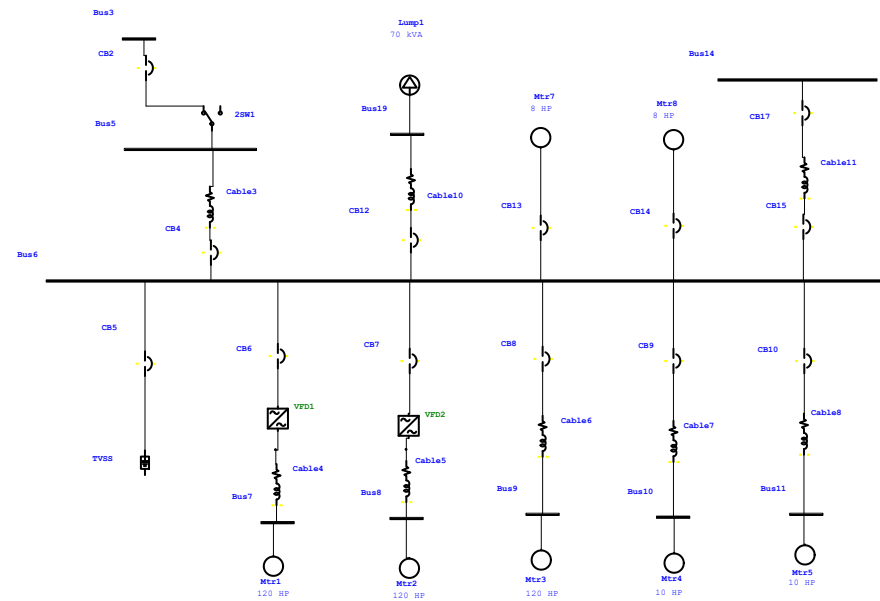 Bus3
Lump1
70 kVA
CB2
Bus14
Mtr7
8 HP
Mtr8
8 HP
Bus19
2SW1
CB17
Bus5
Cable11
Cable3
Cable10
CB12
CB13
CB14
CB15
CB4
Bus6
CB5
CB6
CB7
CB8
CB9
CB10
VFD1
VFD2
Cable6
Cable7
Cable8
TVSS
Cable4
Cable5
Bus7
Bus8
Bus9
Bus10
Bus11
Mtr1
120 HP
Mtr2
120 HP
Mtr3
120 HP
Mtr4
10 HP
Mtr5
10 HP